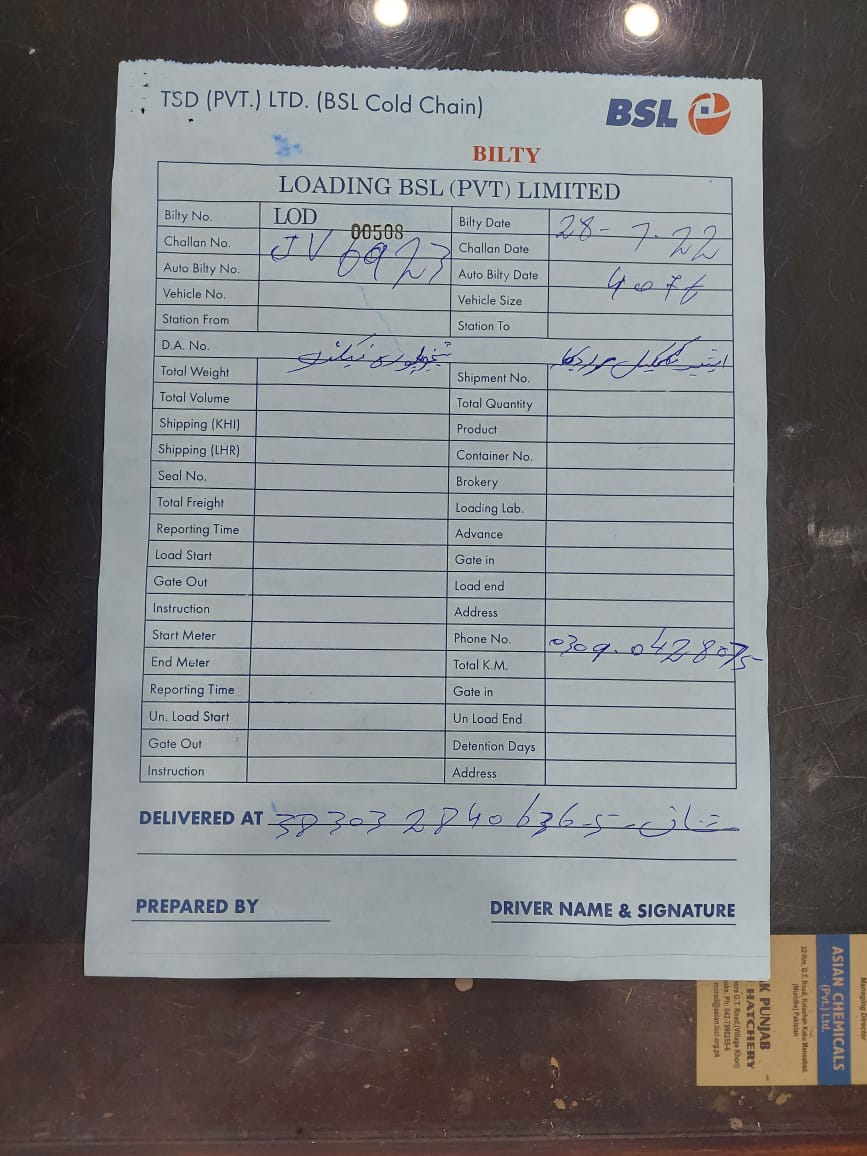 TSD (PVT.) LTD. (BSL Cold Chain)
BSL
BILTY
LOADING BSL (PVT) LIMITED
Bilty No. LOD 00508 Bilty Date 28-7-22
Challan No. JV 6923 Challan Date
Auto Bilty No. Auto Bilty Date 40ft
Vehicle No. Vehicle Size
Station From Station To
D.A. No.
شیخوپورہ
Total Weight Shipment No.
Total Volume Total Quantity
Shipping (KHI) Product
Shipping (LHR) Container No.
Seal No. Brokery
Total Freight Loading Lab.
Reporting Time Advance
Load Start Gate in
Gate Out Load end
Instruction Address
Start Meter Phone No. 0309-0428075
End Meter Total K.M.
Reporting Time Gate in
Un. Load Start Un Load End
Gate Out Detention Days
Instruction Address
DELIVERED AT 38303 2840636-5
PREPARED BY DRIVER NAME & SIGNATURE
Managing Director
ASIAN CHEMICALS
(Pvt.) Ltd.
K PUNJAB
HATCHERY